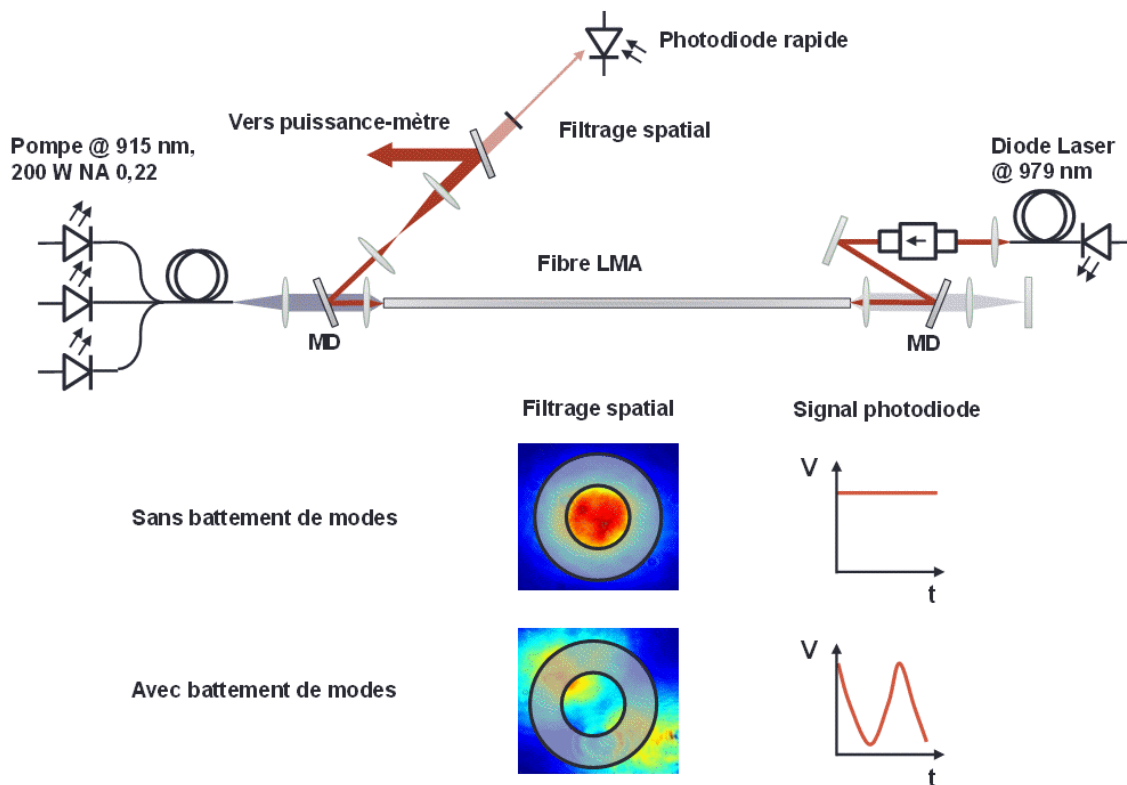 Photodiode rapide
Vers puissance-mètre
Filtrage spatial
Pompe @ 915 nm,
200 W NA 0,22
Diode Laser
@ 979 nm
Fibre LMA
MD
MD
Filtrage spatial
Signal photodiode
Sans battement de modes
V
t
Avec battement de modes
V
t